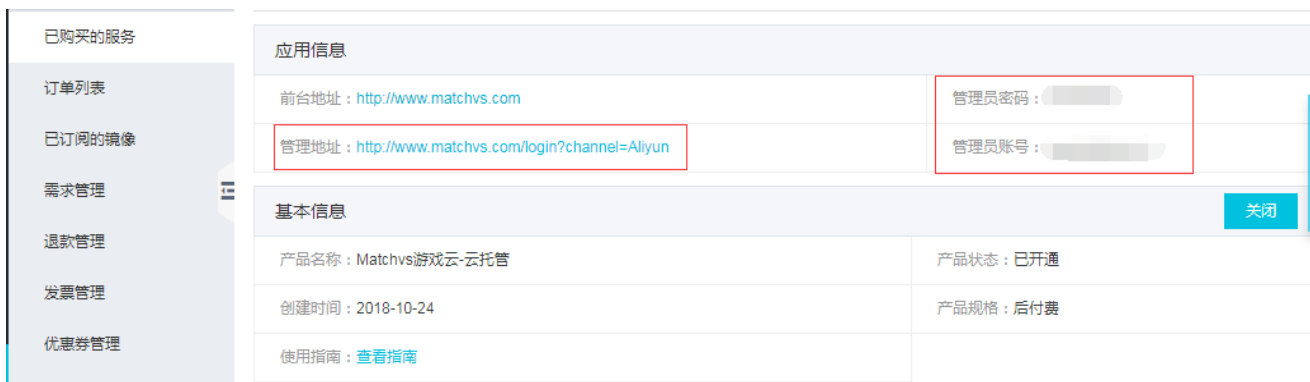 已购买的服务
订单列表
已订阅的镜像
需求管理
退款管理
发票管理
优惠券管理
应用信息
前台地址：http://www.matchvs.com
管理员密码：
管理地址：http://www.matchvs.com/login?channel=Aliyun
管理员账号：
基本信息
关闭
产品名称：Matchvs游戏云-云托管
产品状态：已开通
创建时间：2018-10-24
产品规格：后付费
使用指南：查看指南